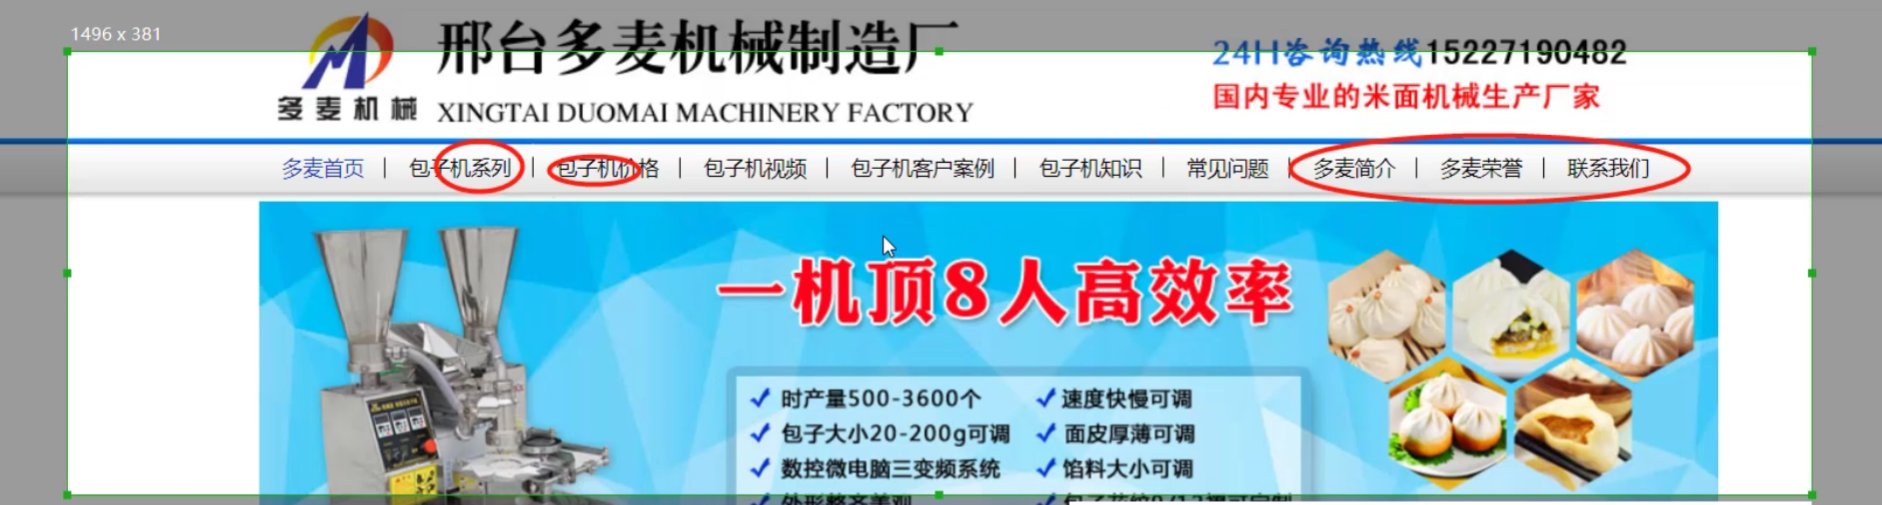 1496 x 381
邢台多麦机械制造厂
多麦机械
XINGTAI DUOMAI MACHINERY FACTORY
24H咨询热线15227190482
国内专业的米面机械生产厂家
多麦首页 | 包子机系列 | 包子机价格 | 包子机视频 | 包子机客户案例 | 包子机知识 | 常见问题 | 多麦简介 | 多麦荣誉 | 联系我们
一机顶8人高效率
时产量500-3600个
速度快慢可调
包子大小20-200g可调
面皮厚薄可调
数控微电脑三变频系统
馅料大小可调